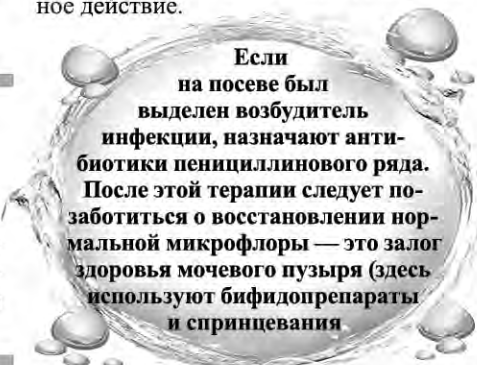 ное действие.
Если
на посеве был
выделен возбудитель
инфекции, назначают анти-
биотики пенициллинового ряда.
После этой терапии следует по-
заботиться о восстановлении нор-
мальной микрофлоры — это залог
здоровья мочевого пузыря (здесь
используют бифидопрепараты
и спринцевания